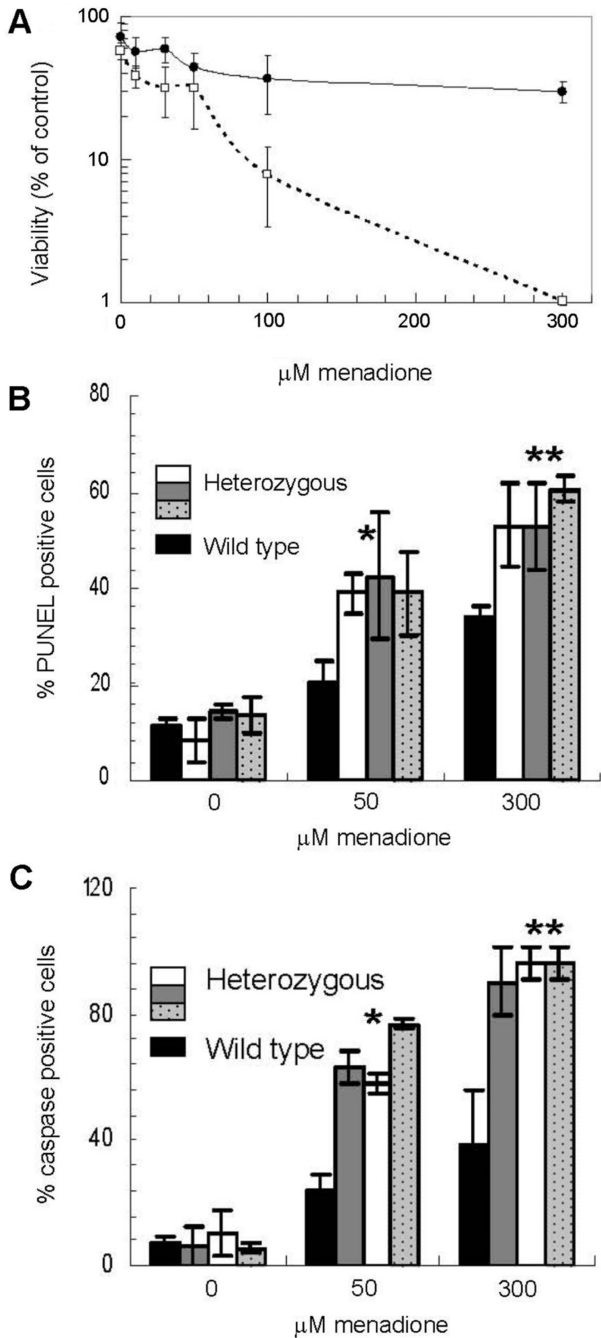 A
Viability (% of control)
100
10
1
0
100
200
300
μM menadione
B
% PUNEL positive cells
80
60
40
20
0
Heterozygous
Wild type
*
**
0
50
300
μM menadione
C
% caspase positive cells
120
80
40
0
Heterozygous
Wild type
*
**
0
50
300
μM menadione